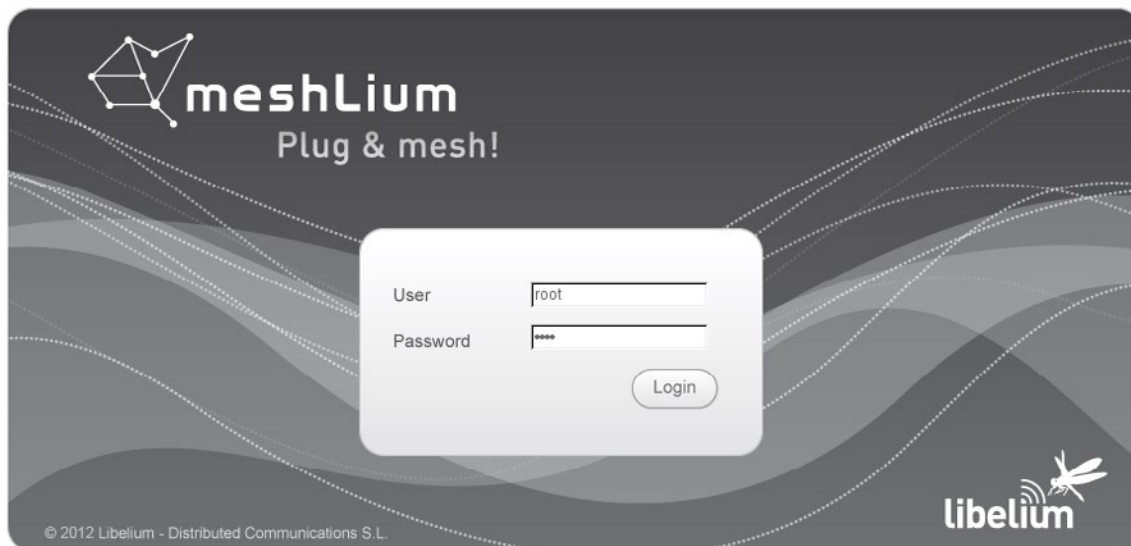 meshLium
Plug & mesh!
User
root
Password
••••
Login
© 2012 Libelium - Distributed Communications S.L.
libelium